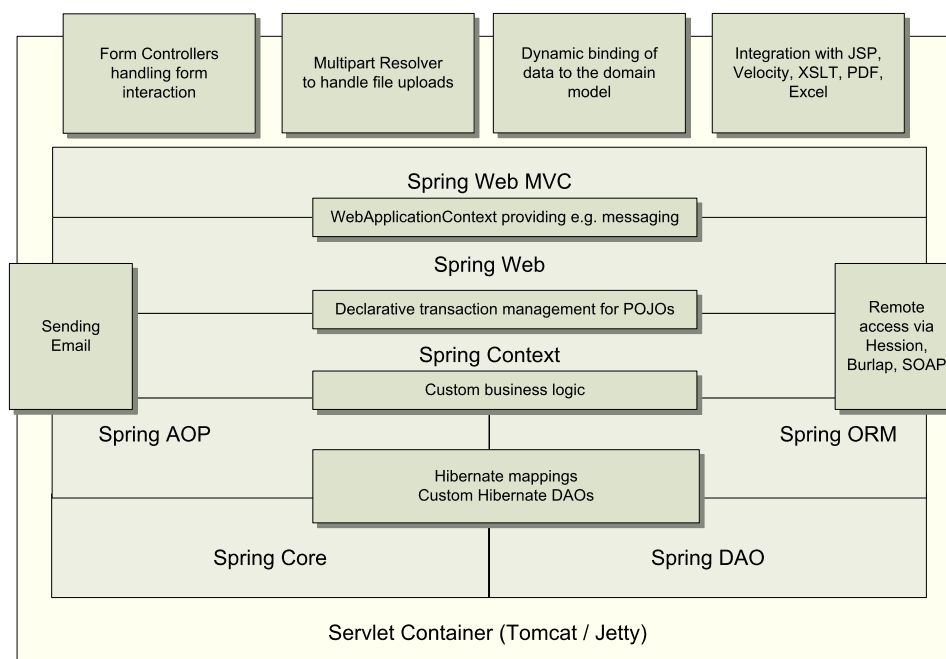 Form Controllers
handling form
interaction
Multipart Resolver
to handle file uploads
Dynamic binding of
data to the domain
model
Integration with JSP,
Velocity, XSLT, PDF,
Excel
Spring Web MVC
WebApplicationContext providing e.g. messaging
Spring Web
Sending
Email
Declarative transaction management for POJOs
Remote
access via
Hession,
Burlap, SOAP
Spring Context
Custom business logic
Spring AOP
Spring ORM
Hibernate mappings
Custom Hibernate DAOs
Spring Core
Spring DAO
Servlet Container (Tomcat / Jetty)